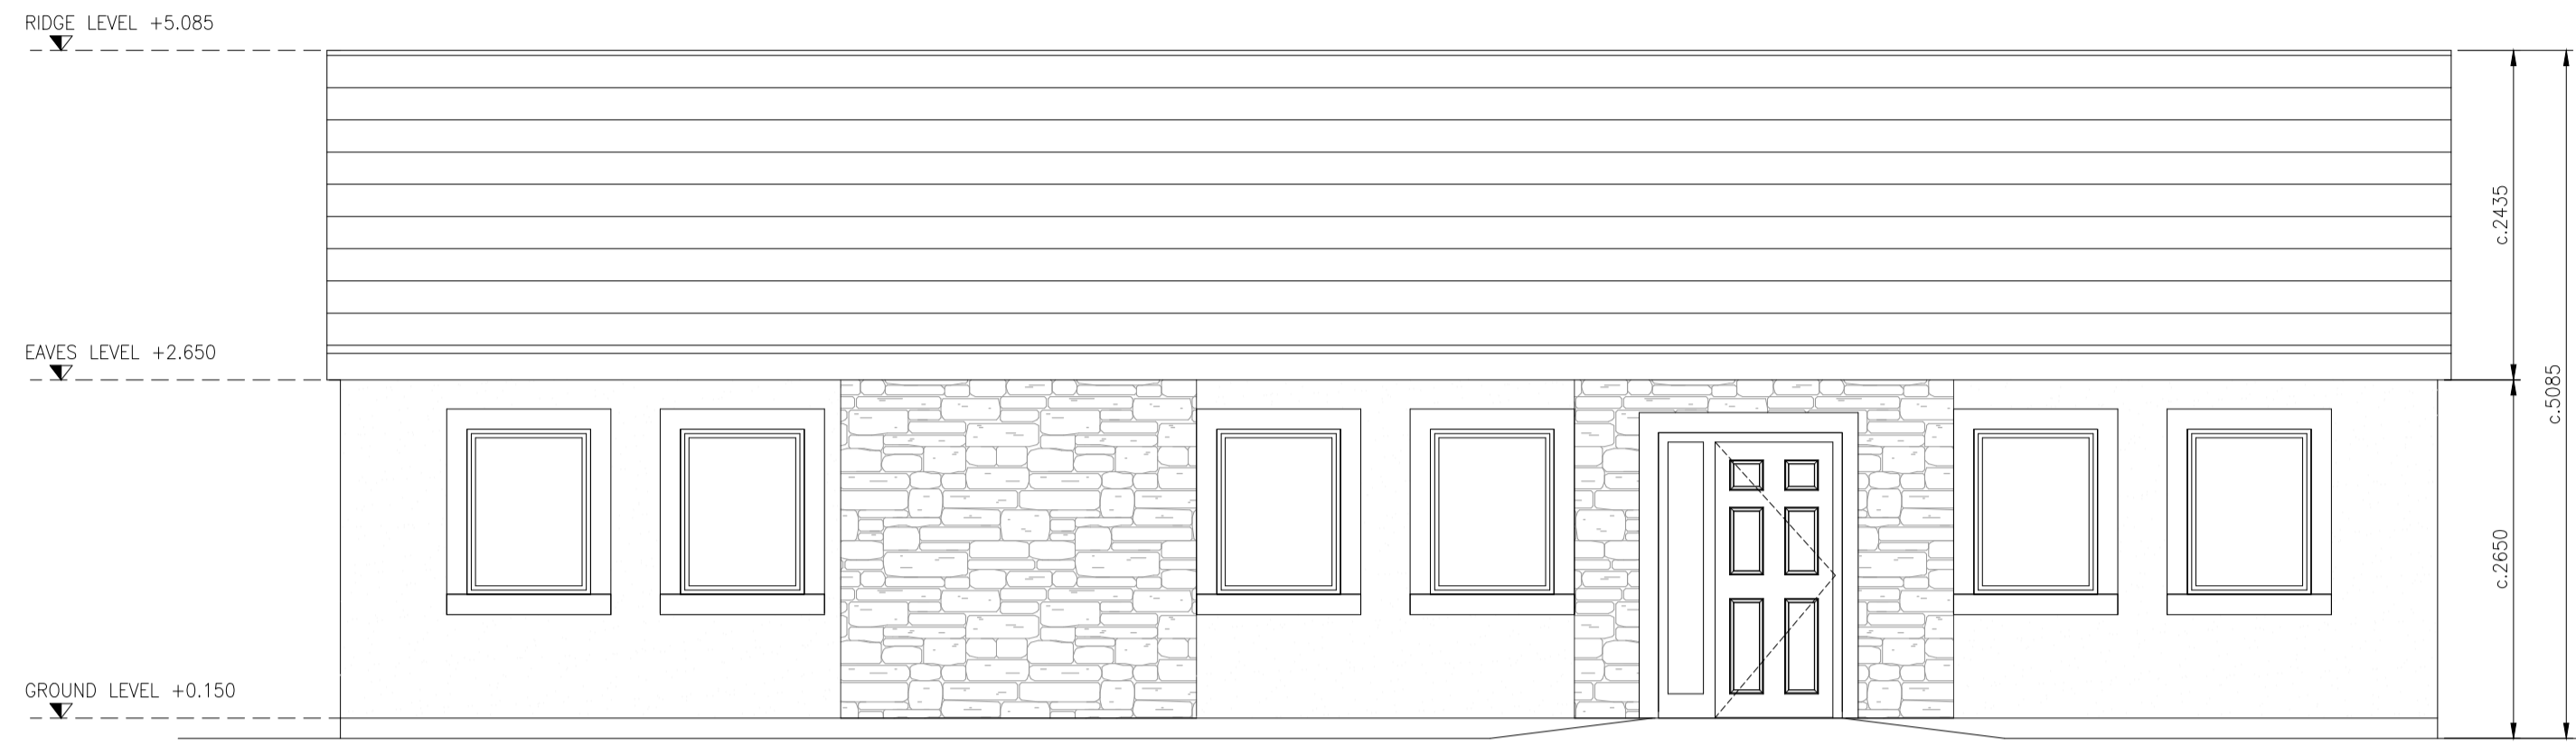 RIDGE LEVEL +5.085
EAVES LEVEL +2.650
GROUND LEVEL +0.150
c.2435
c.5085
c.2650